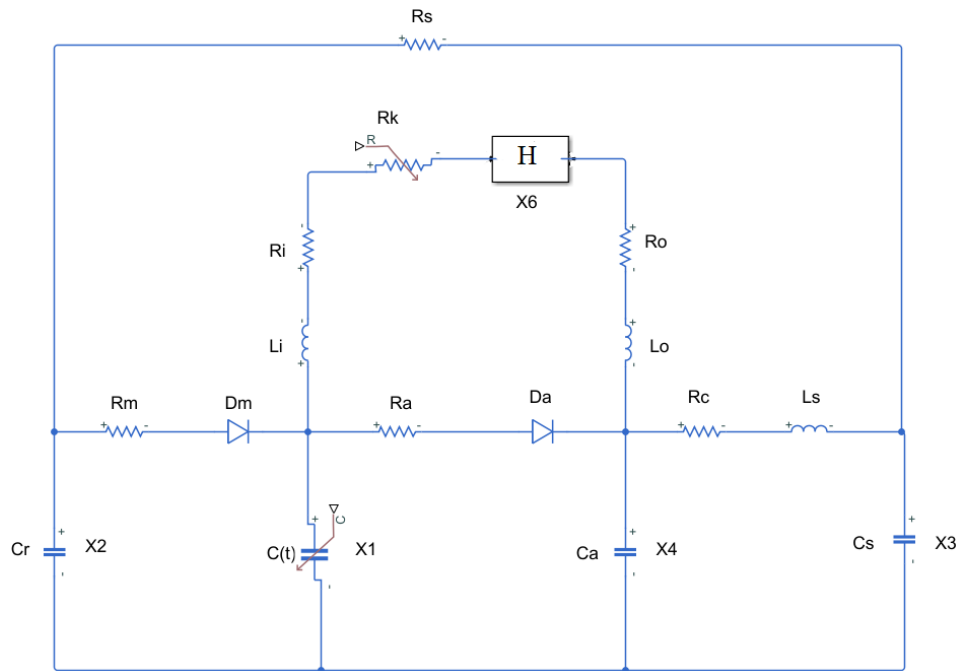 Rs
+ -
Rk
R
+ -
H
X6
-
Ri
+
+
Ro
-
-
Li
+
+
Lo
-
Rm
+ -
Dm
Ra
+ -
Da
Rc
+ -
Ls
+ -
Cr
+
-
X2
C(t)
+
C
-
X1
Ca
+
-
X4
Cs
+
-
X3